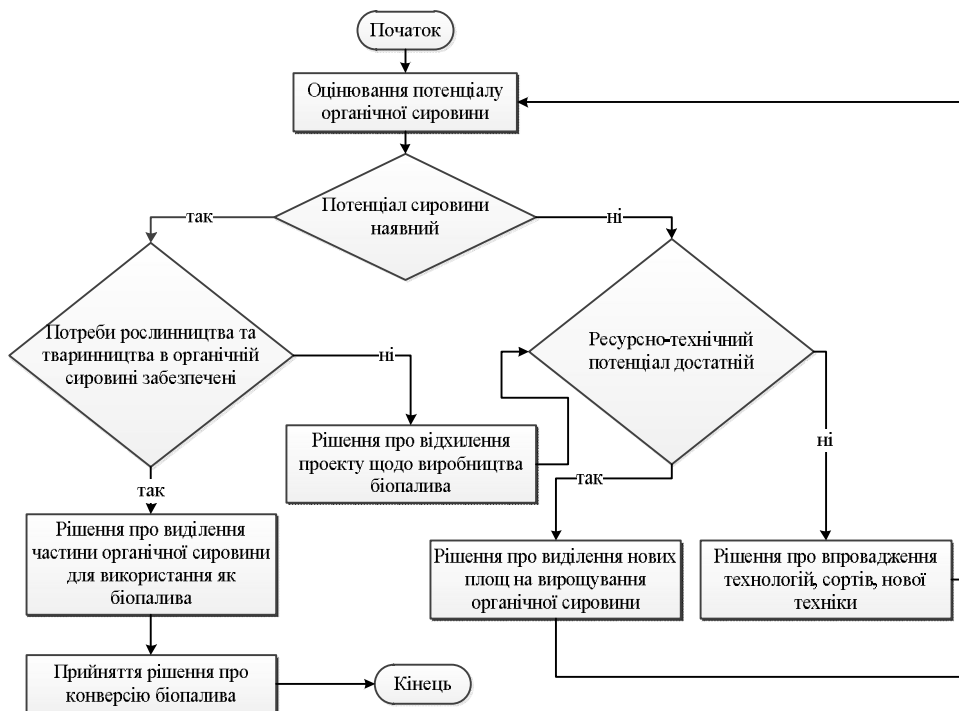 Початок
Оцінювання потенціалу
органічної сировини
Потенціал сировини
наявний
так
ні
Потреби рослинництва та
тваринництва в органічній
сировині забезпечені
ні
Ресурсно-технічний
потенціал достатній
Рішення про відхилення
проекту щодо виробництва
біопалива
ні
так
так
Рішення про виділення
частини органічної сировини
для використання як
біопалива
Рішення про виділення нових
площ на вирощування
органічної сировини
Рішення про впровадження
технологій, сортів, нової
техніки
Прийняття рішення про
конверсію біопалива
Кінець